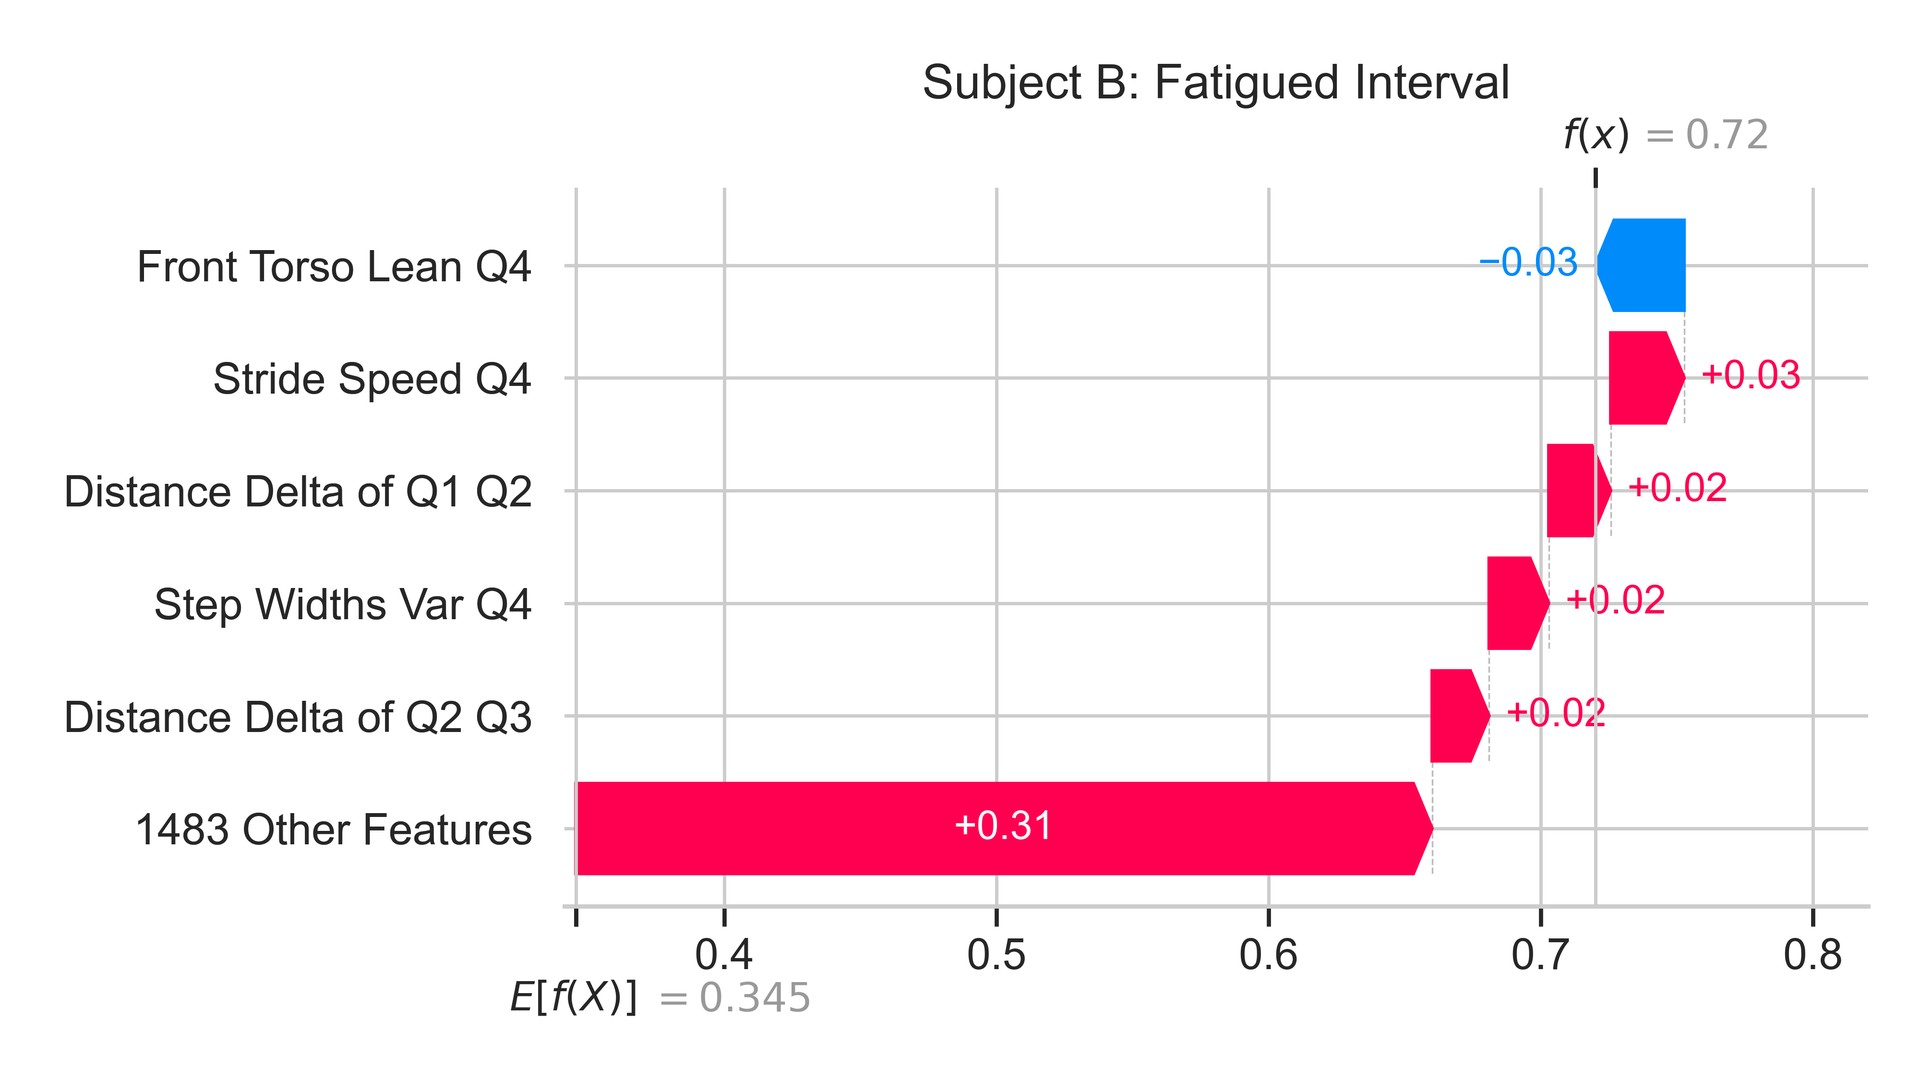 Subject B: Fatigued Interval
f(x) = 0.72
Front Torso Lean Q4
−0.03
Stride Speed Q4
+0.03
Distance Delta of Q1 Q2
+0.02
Step Widths Var Q4
+0.02
Distance Delta of Q2 Q3
+0.02
1483 Other Features
+0.31
0.4 0.5 0.6 0.7 0.8
E[f(X)] = 0.345